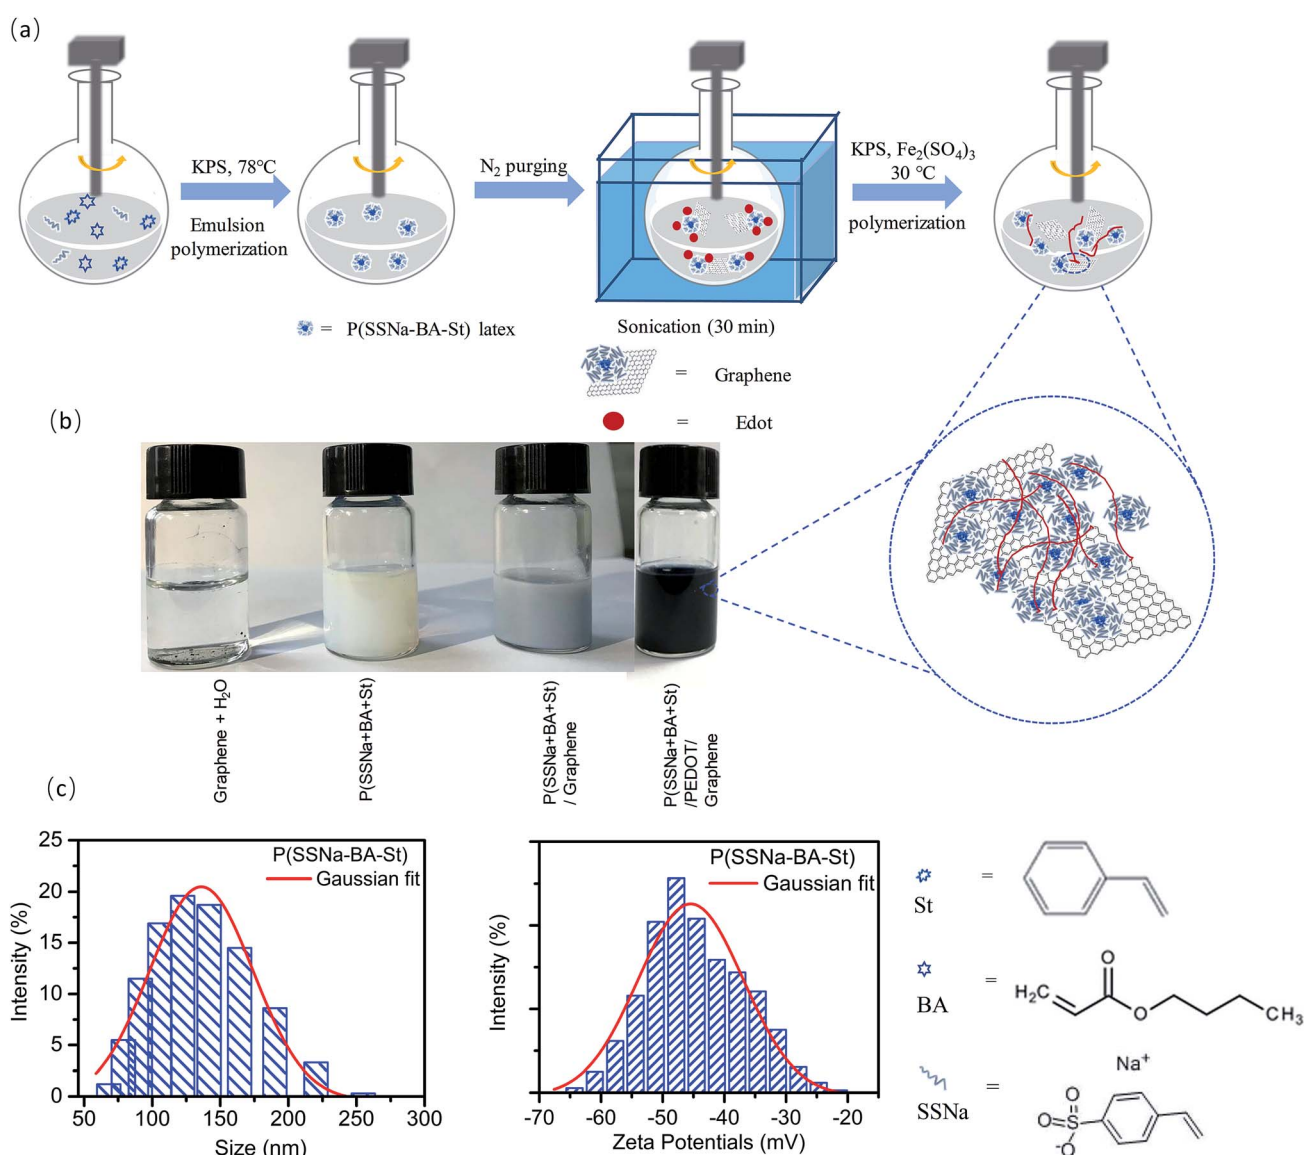 (a)
KPS, 78℃
Emulsion
polymerization
N₂ purging
KPS, Fe₂(SO₄)₃
30 ℃
polymerization
= P(SSNa-BA-St) latex
Sonication (30 min)
= Graphene
= Edot
(b)
Graphene + H₂O
P(SSNa+BA+St)
P(SSNa+BA+St)
/ Graphene
P(SSNa+BA+St)
/PEDOT/
Graphene
(c)
25
20
15
10
5
0
Intensity (%)
P(SSNa-BA-St)
Gaussian fit
50 100 150 200 250 300
Size (nm)
Intensity (%)
P(SSNa-BA-St)
Gaussian fit
-70 -60 -50 -40 -30 -20
Zeta Potentials (mV)
=
St
=
BA
H₂C
O
O
CH₃
=
SSNa
Na⁺
O
O
S
-O